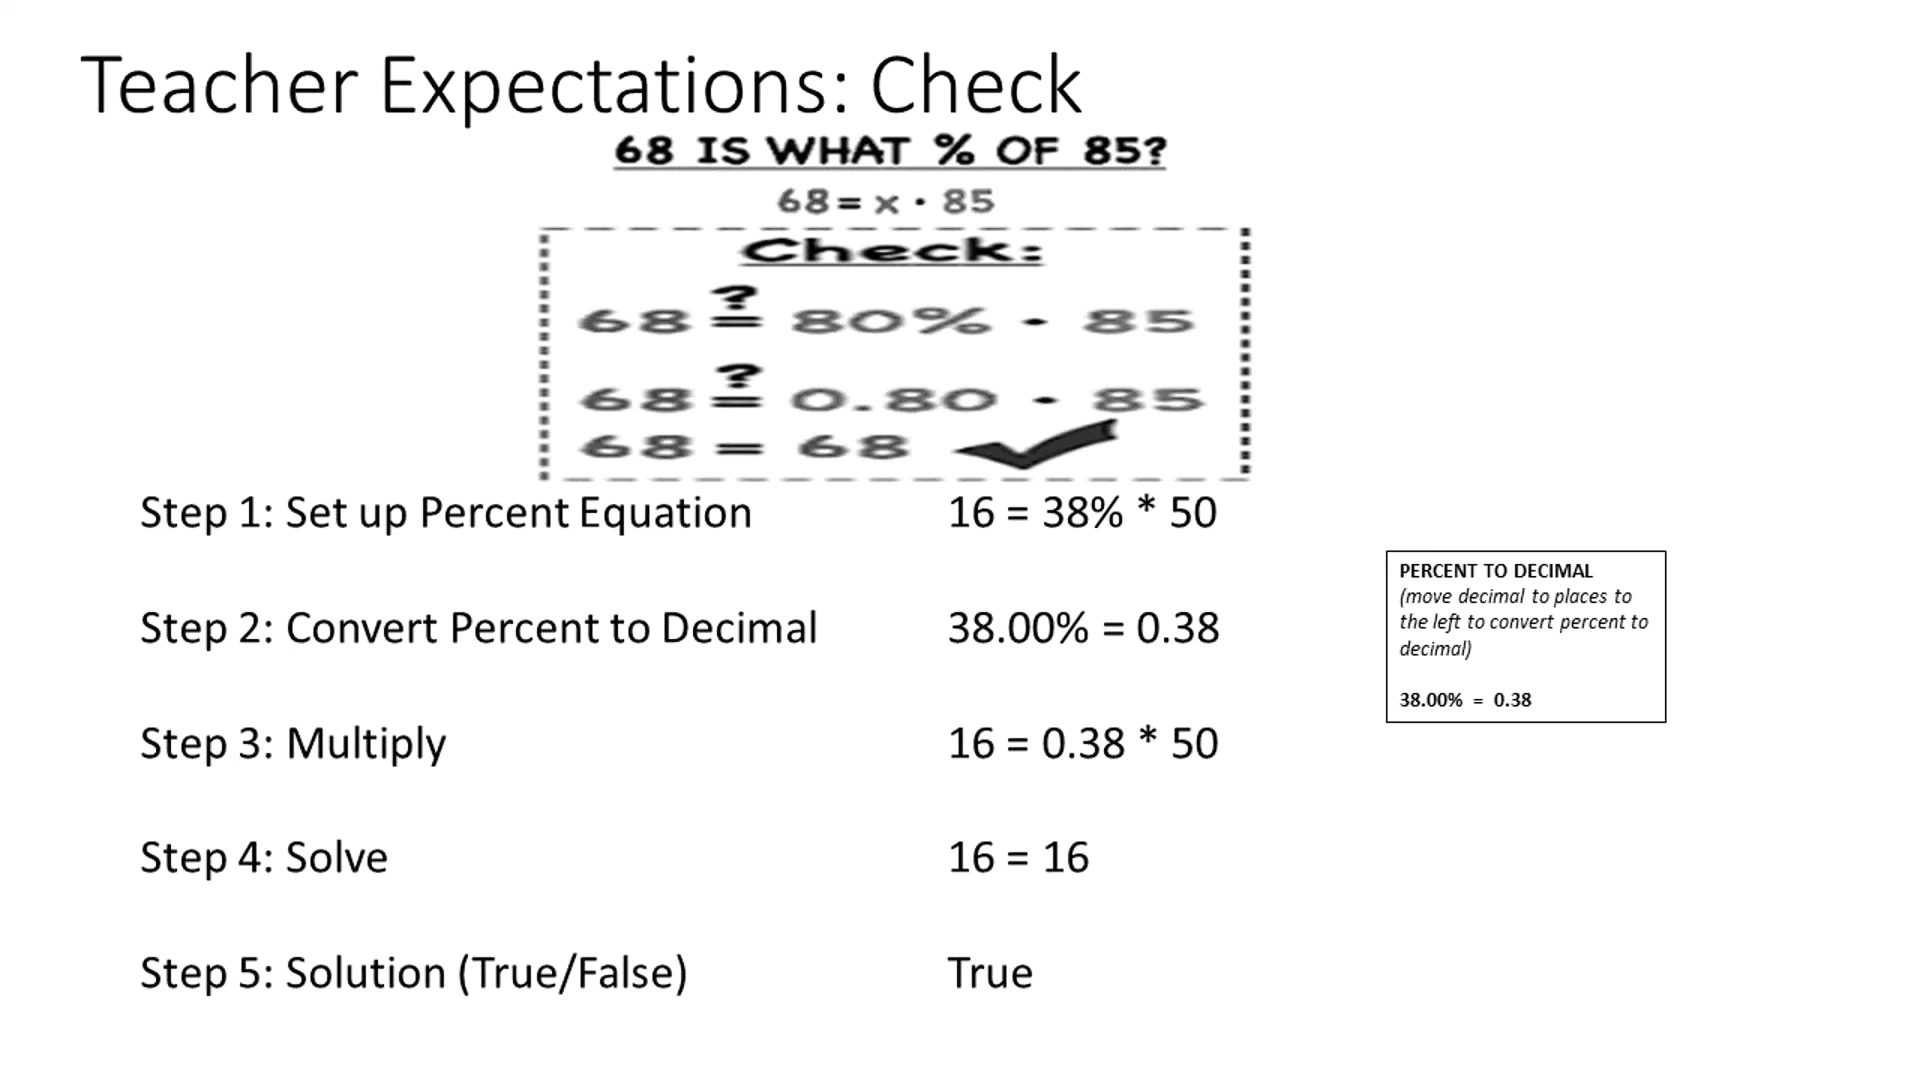 Teacher Expectations: Check
68 IS WHAT % OF 85?
68 = x · 85
Check:
68 ?= 80% · 85
68 ?= 0.80 · 85
68 = 68 ✓
Step 1: Set up Percent Equation 16 = 38% * 50
Step 2: Convert Percent to Decimal 38.00% = 0.38
Step 3: Multiply 16 = 0.38 * 50
Step 4: Solve 16 = 16
Step 5: Solution (True/False) True
PERCENT TO DECIMAL
(move decimal to places to
the left to convert percent to
decimal)
38.00% = 0.38